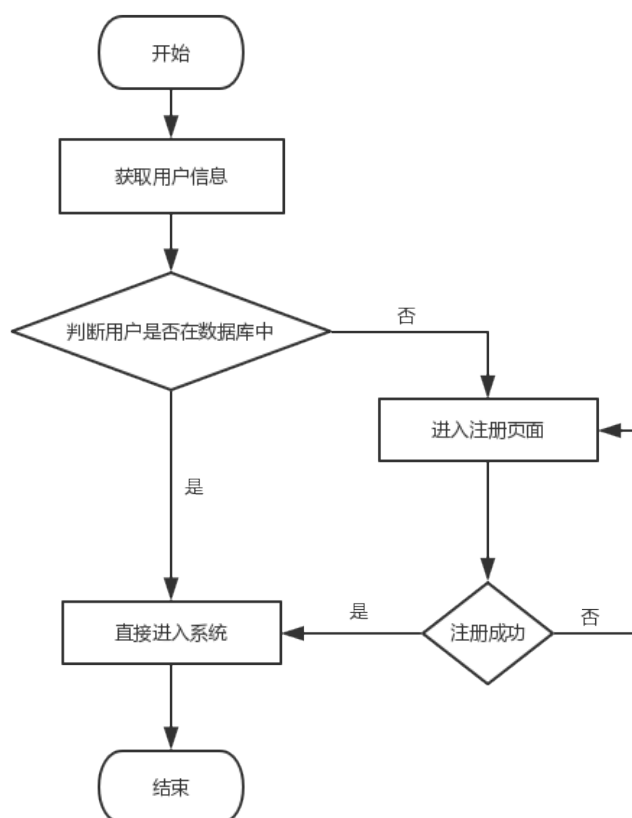 开始
获取用户信息
判断用户是否在数据库中
否
进入注册页面
是
直接进入系统
是
注册成功
否
结束